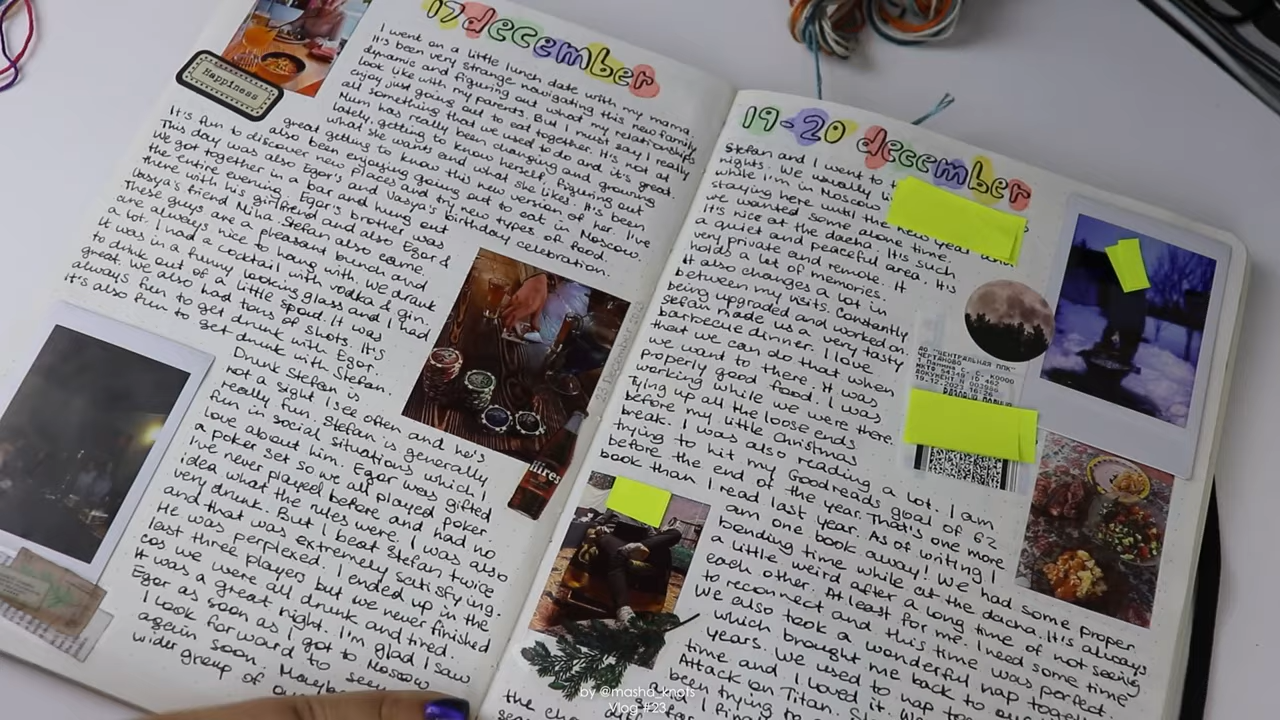 17 december
I went on a little lunch date with my mama.
It's been very strange navigating this new family
dynamic and figuring out what my relationships
look like with my parents. But I must say I really
enjoy just going out to eat together. It's not at
all something that we used to do and it's great
Mum has really been changing and growing
lately, getting to know herself, figuring out
what she wants and what she likes. It's been
great getting to know this new version of her. I've
also been enjoying going out to eat in Moscow.
Happiness
It's fun to discover new places and try new types of food.
This day was also Egor's and Vasya's birthday celebration.
We got together in a bar and hung out
the entire evening. Egor's brother was
there with his girlfriend and also Egor &
Vasya's friend Niha. Stefan also came.
These guys are a pleasant bunch and
are always nice to hang with. We drank
a lot. I had a cocktail with vodka & gin.
It was in a funny looking glass and I had
to drink out of a little spout. It was
great. We also had tons of shots. It's
always fun to get drunk with Egor.
It's also fun to get drunk with Stefan.
Drunk Stefan is
not a sight I see often and he's
really fun. Stefan is generally
fun in social situations which I
love about him. Egor was gifted
a poker set so we all played poker.
I've never played before and had no
idea what the rules were. I was also
very drunk. But I beat Stefan twice
and that was extremely satisfying.
He was perplexed. I ended up in the
last three players but we never finished
cos we were all drunk and tired.
It was a great night. I'm glad I saw
Egor as soon as I got to Moscow
I look forward to seeing
again soon. Maybe
wider group of our
19-20 december
Stefan and I went to t
nights. We usually
while I'm in Moscow
staying here until the new year
we wanted some alone time.
It's nice at the dacha. It's such
a quiet and peaceful area. It's
very private and remote. It
holds a lot of memories.
It also changes a lot in
between my visits. Constantly
being upgraded and worked on
Stefan made us a very tasty
barbecue dinner. I love
that we can do that when
we want to there. It was
properly good food. I was
working while we were there.
Tying up all the loose ends
before my little Christmas
break. I was also reading a lot. I am
trying to hit my Goodreads goal of 62
before the end of the year. That's one more
book than I read last year. As of writing I
am one book away! We had some proper
bonding time while at the dacha. It's always
a little weird after a long time of not seeing
each other. At least for me. I need some time
to reconnect and this time was perfect.
We also took a wonderful nap together
which brought me back to our
years. We used to nap
time and I loved it. We
Attack on Titan.
been trying to
I fina
the cha
АО "ЦЕНТРАЛЬНАЯ ППК"
ЧЕРТАНОВО
by @masha_knots
Vlog #23